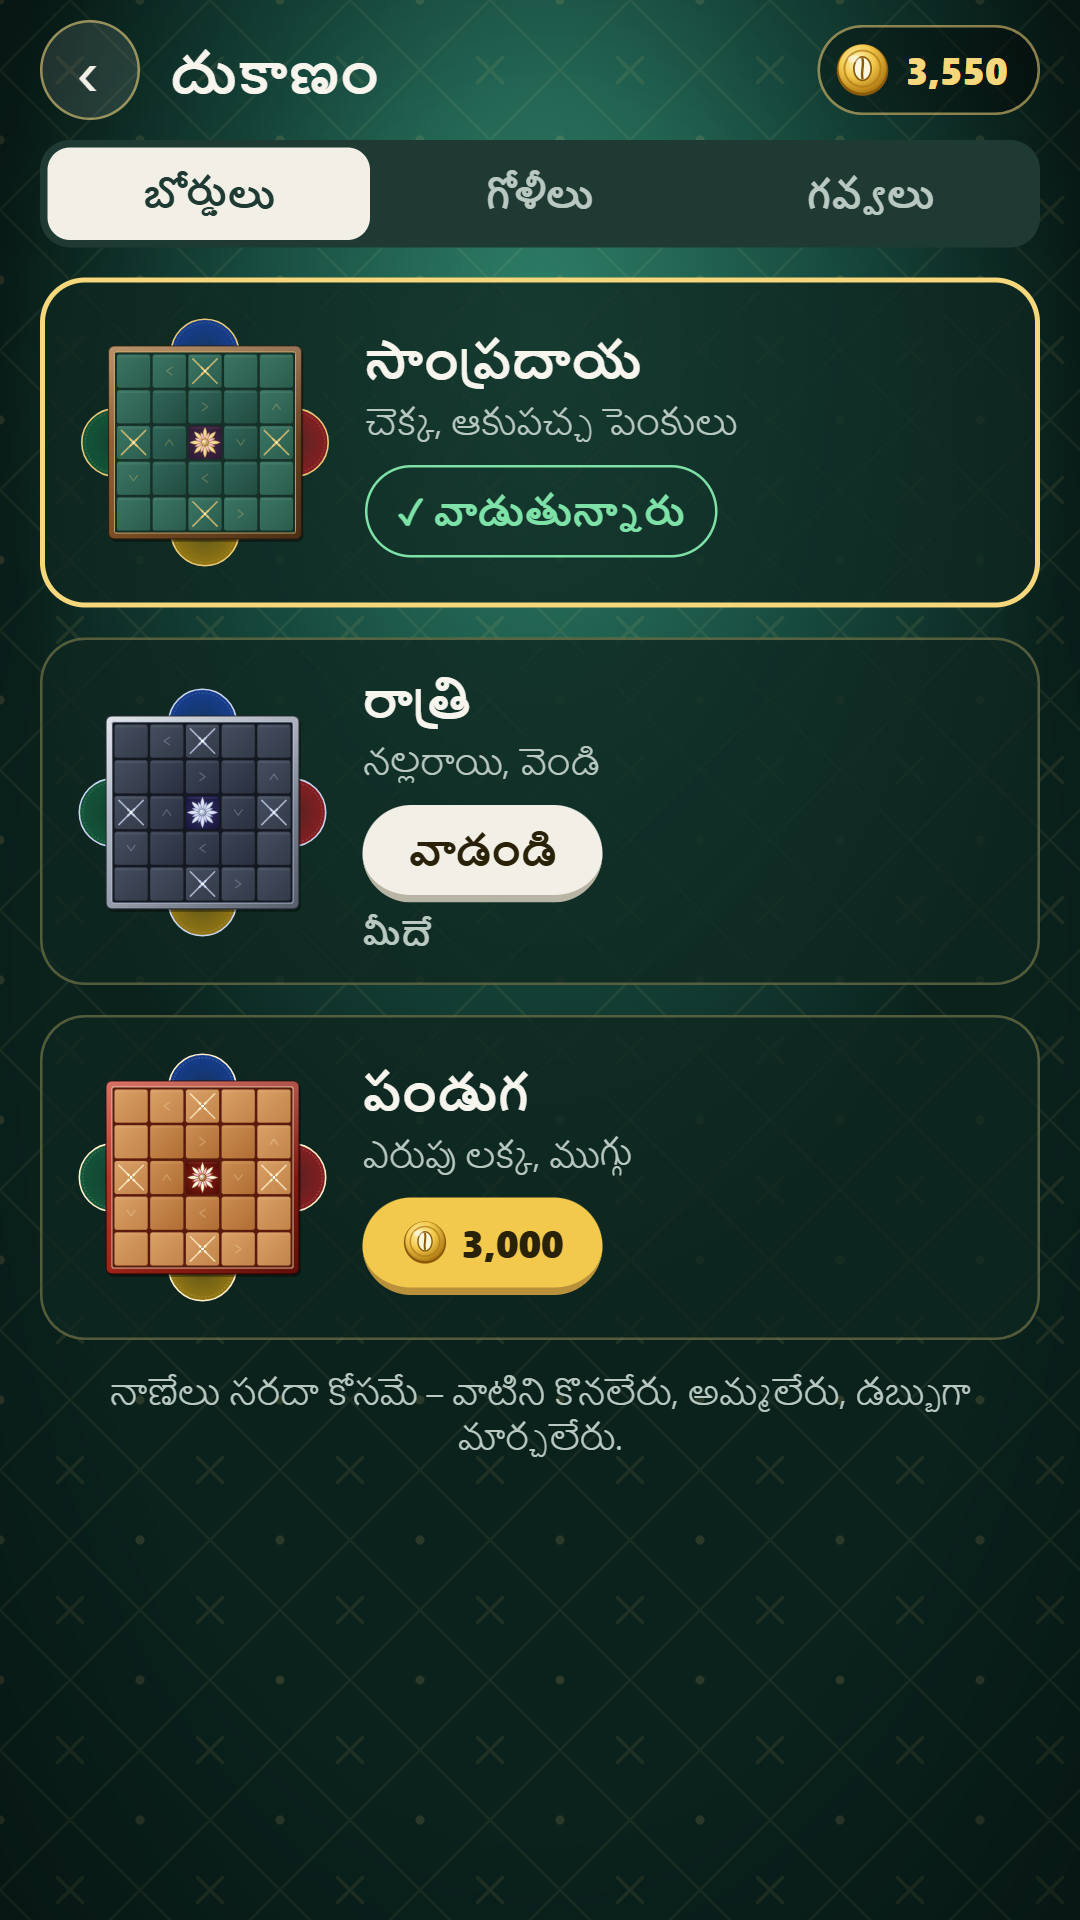 ‹ దుకాణం 3,550
బోర్డులు గోళీలు గవ్వలు
సాంప్రదాయ
చెక్క, ఆకుపచ్చ పెంకులు
✓ వాడుతున్నారు
రాత్రి
నల్లరాయి, వెండి
వాడండి
మీదే
పండుగ
ఎరుపు లక్క, ముగ్గు
3,000
నాణేలు సరదా కోసమే – వాటిని కొనలేరు, అమ్మలేరు, డబ్బుగా
మార్చలేరు.